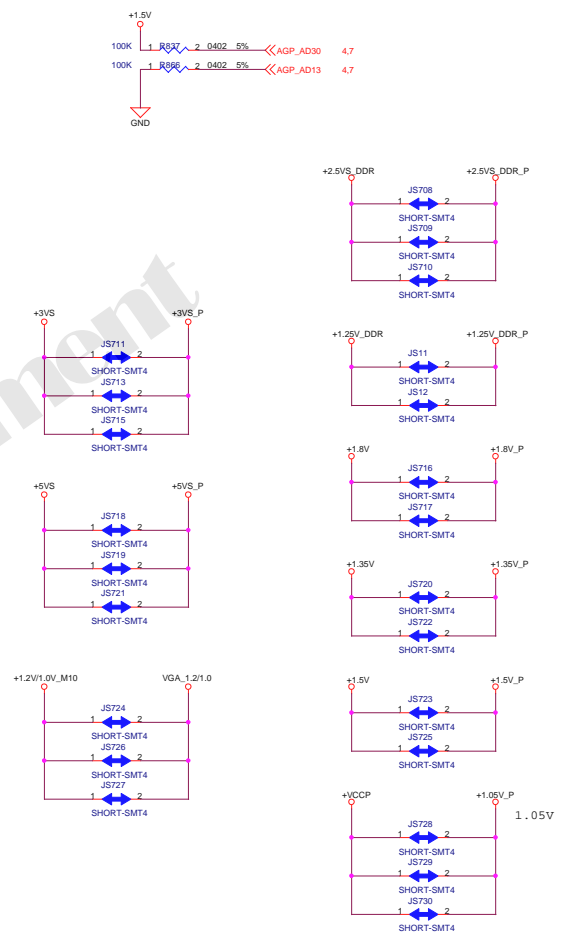 +1.5V
100K 1 R837 2 0402 5% AGP_AD30 4,7
100K 1 R866 2 0402 5% AGP_AD13 4,7
GND
+2.5VS_DDR +2.5VS_DDR_P
JS708
1 2
SHORT-SMT4
JS709
1 2
SHORT-SMT4
JS710
1 2
SHORT-SMT4
+3VS +3VS_P
JS711
1 2
SHORT-SMT4
JS713
1 2
SHORT-SMT4
JS715
1 2
SHORT-SMT4
+1.25V_DDR +1.25V_DDR_P
JS11
1 2
SHORT-SMT4
JS12
1 2
SHORT-SMT4
+1.8V +1.8V_P
JS716
1 2
SHORT-SMT4
JS717
1 2
SHORT-SMT4
+5VS +5VS_P
JS718
1 2
SHORT-SMT4
JS719
1 2
SHORT-SMT4
JS721
1 2
SHORT-SMT4
+1.35V +1.35V_P
JS720
1 2
SHORT-SMT4
JS722
1 2
SHORT-SMT4
+1.2V/1.0V_M10 VGA_1.2/1.0
JS724
1 2
SHORT-SMT4
JS726
1 2
SHORT-SMT4
JS727
1 2
SHORT-SMT4
+1.5V +1.5V_P
JS723
1 2
SHORT-SMT4
JS725
1 2
SHORT-SMT4
+VCCP +1.05V_P
1.05V
JS728
1 2
SHORT-SMT4
JS729
1 2
SHORT-SMT4
JS730
1 2
SHORT-SMT4
ment